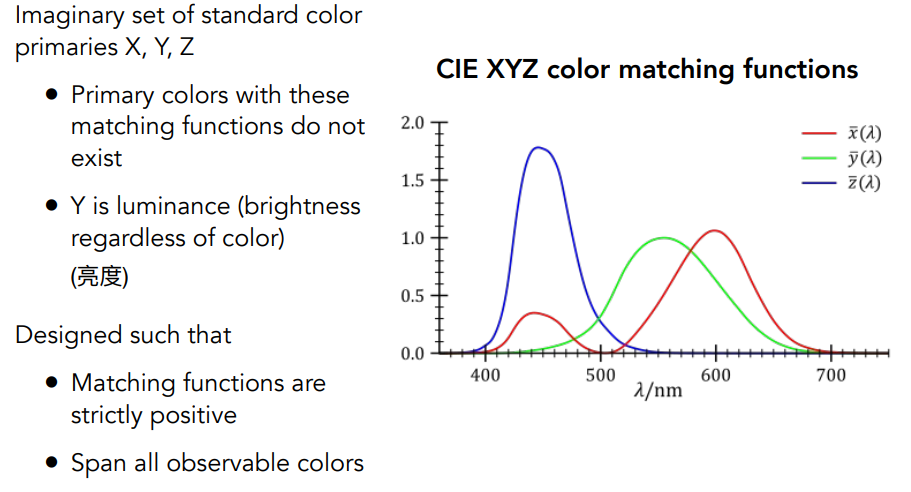 Imaginary set of standard color
primaries X, Y, Z
● Primary colors with these
matching functions do not
exist
● Y is luminance (brightness
regardless of color)
(亮度)
Designed such that
● Matching functions are
strictly positive
● Span all observable colors
CIE XYZ color matching functions
2.0
1.5
1.0
0.5
0.0
400 500 600 700
λ/nm
x̄(λ)
ȳ(λ)
z̄(λ)